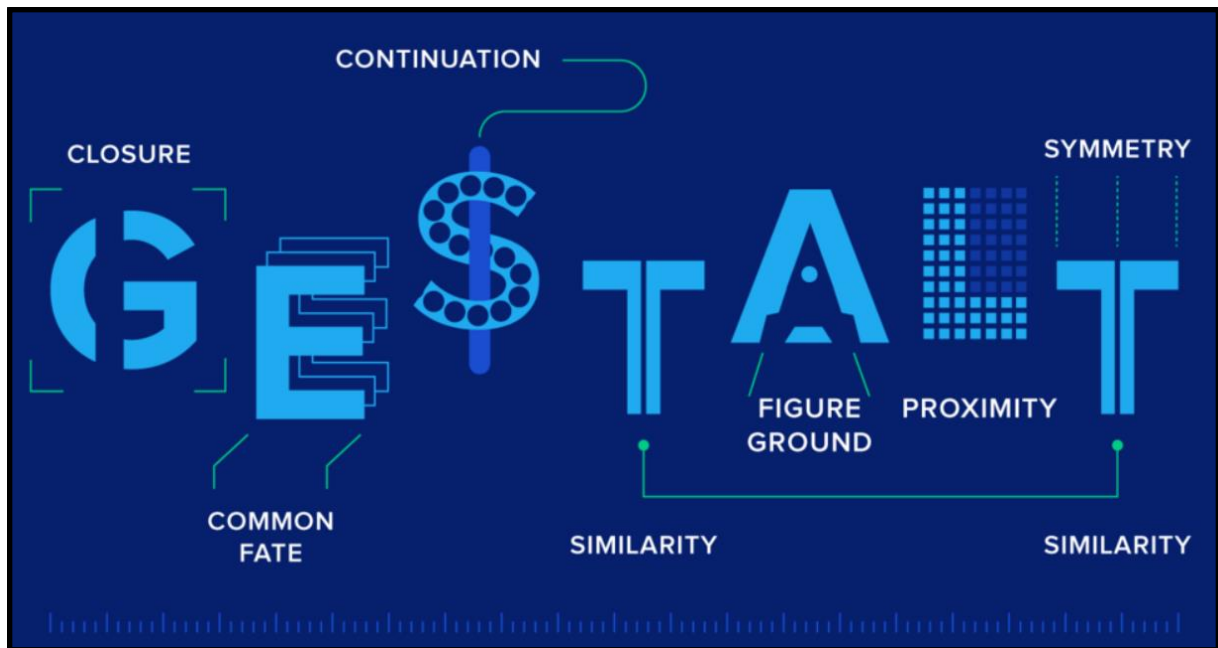 CONTINUATION
CLOSURE
SYMMETRY
GESTALT
FIGURE
GROUND
PROXIMITY
COMMON
FATE
SIMILARITY
SIMILARITY